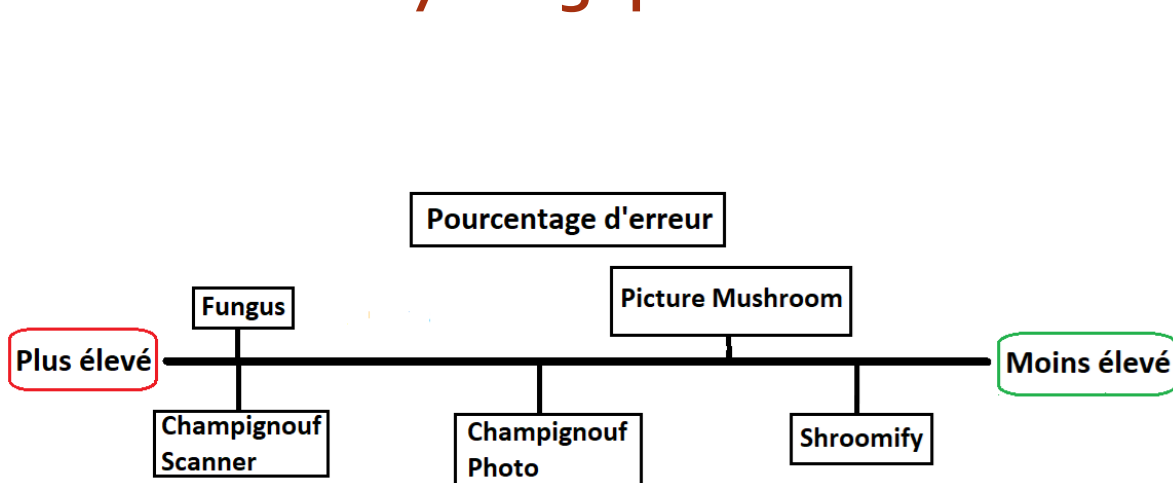 Pourcentage d'erreur
Picture Mushroom
Fungus
Plus élevé
Moins élevé
Champignouf
Scanner
Champignouf
Photo
Shroomify